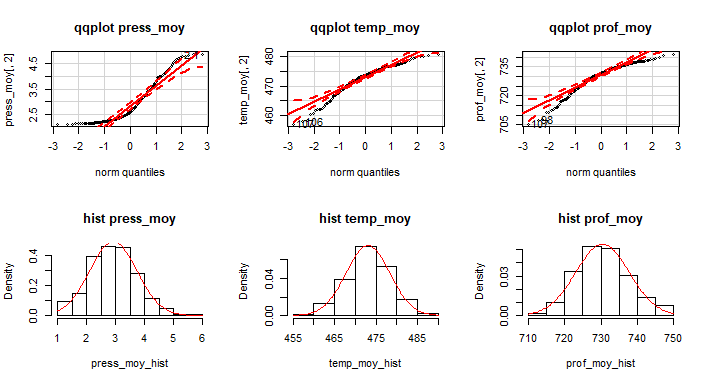 qqplot press_moy
qqplot temp_moy
qqplot prof_moy
press_moy[, 2]
2.5 3.5 4.5
-3 -2 -1 0 1 2 3
norm quantiles
temp_moy[, 2]
460 470 480
106
-3 -2 -1 0 1 2 3
norm quantiles
prof_moy[, 2]
705 720 735
-3 -2 -1 0 1 2 3
norm quantiles
hist press_moy
hist temp_moy
hist prof_moy
Density
0.0 0.2 0.4
1 2 3 4 5 6
press_moy_hist
Density
0.00 0.04
455 465 475 485
temp_moy_hist
Density
0.00 0.03
710 720 730 740 750
prof_moy_hist